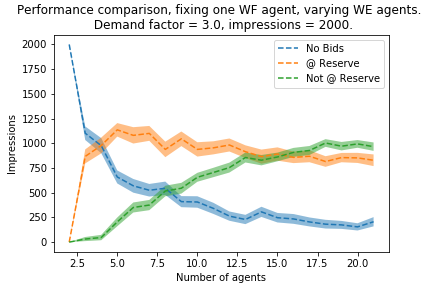 Performance comparison, fixing one WF agent, varying WE agents.
Demand factor = 3.0, impressions = 2000.
No Bids
@ Reserve
Not @ Reserve
Impressions
2000
1750
1500
1250
1000
750
500
250
0
2.5 5.0 7.5 10.0 12.5 15.0 17.5 20.0
Number of agents